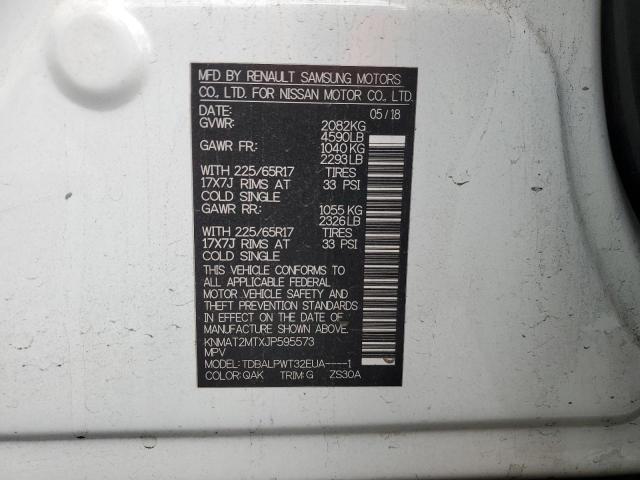 MFD BY RENAULT SAMSUNG MOTORS
CO., LTD. FOR NISSAN MOTOR CO., LTD.
DATE: 05/18
GVWR: 2082KG
4590LB
GAWR FR: 1040KG
2293LB
WITH 225/65R17 TIRES
17X7J RIMS AT 33 PSI
COLD SINGLE
GAWR RR: 1055KG
2326LB
WITH 225/65R17 TIRES
17X7J RIMS AT 33 PSI
COLD SINGLE
THIS VEHICLE CONFORMS TO
ALL APPLICABLE FEDERAL
MOTOR VEHICLE SAFETY AND
THEFT PREVENTION STANDARDS
IN EFFECT ON THE DATE OF
MANUFACTURE SHOWN ABOVE.
KNMAT2MTXJP595573
MPV
MODEL: TDBALPWT32EUA----1
COLOR: QAK TRIM: G ZS30A